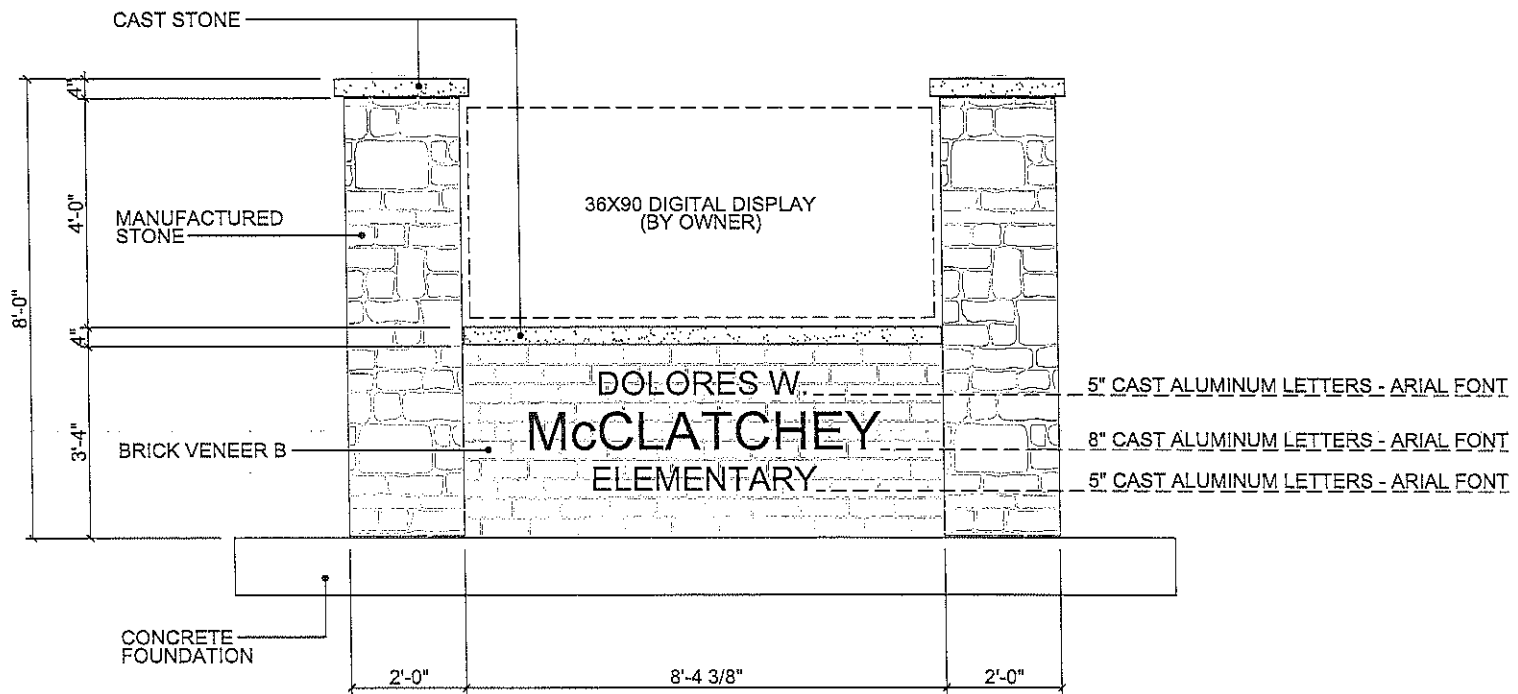 CAST STONE
4"
4'-0"
36X90 DIGITAL DISPLAY
(BY OWNER)
MANUFACTURED
STONE
8'-0"
4"
DOLORES W.
5" CAST ALUMINUM LETTERS - ARIAL FONT
McCLATCHEY
8" CAST ALUMINUM LETTERS - ARIAL FONT
3'-4"
BRICK VENEER B
ELEMENTARY
5" CAST ALUMINUM LETTERS - ARIAL FONT
CONCRETE
FOUNDATION
2'-0"
8'-4 3/8"
2'-0"